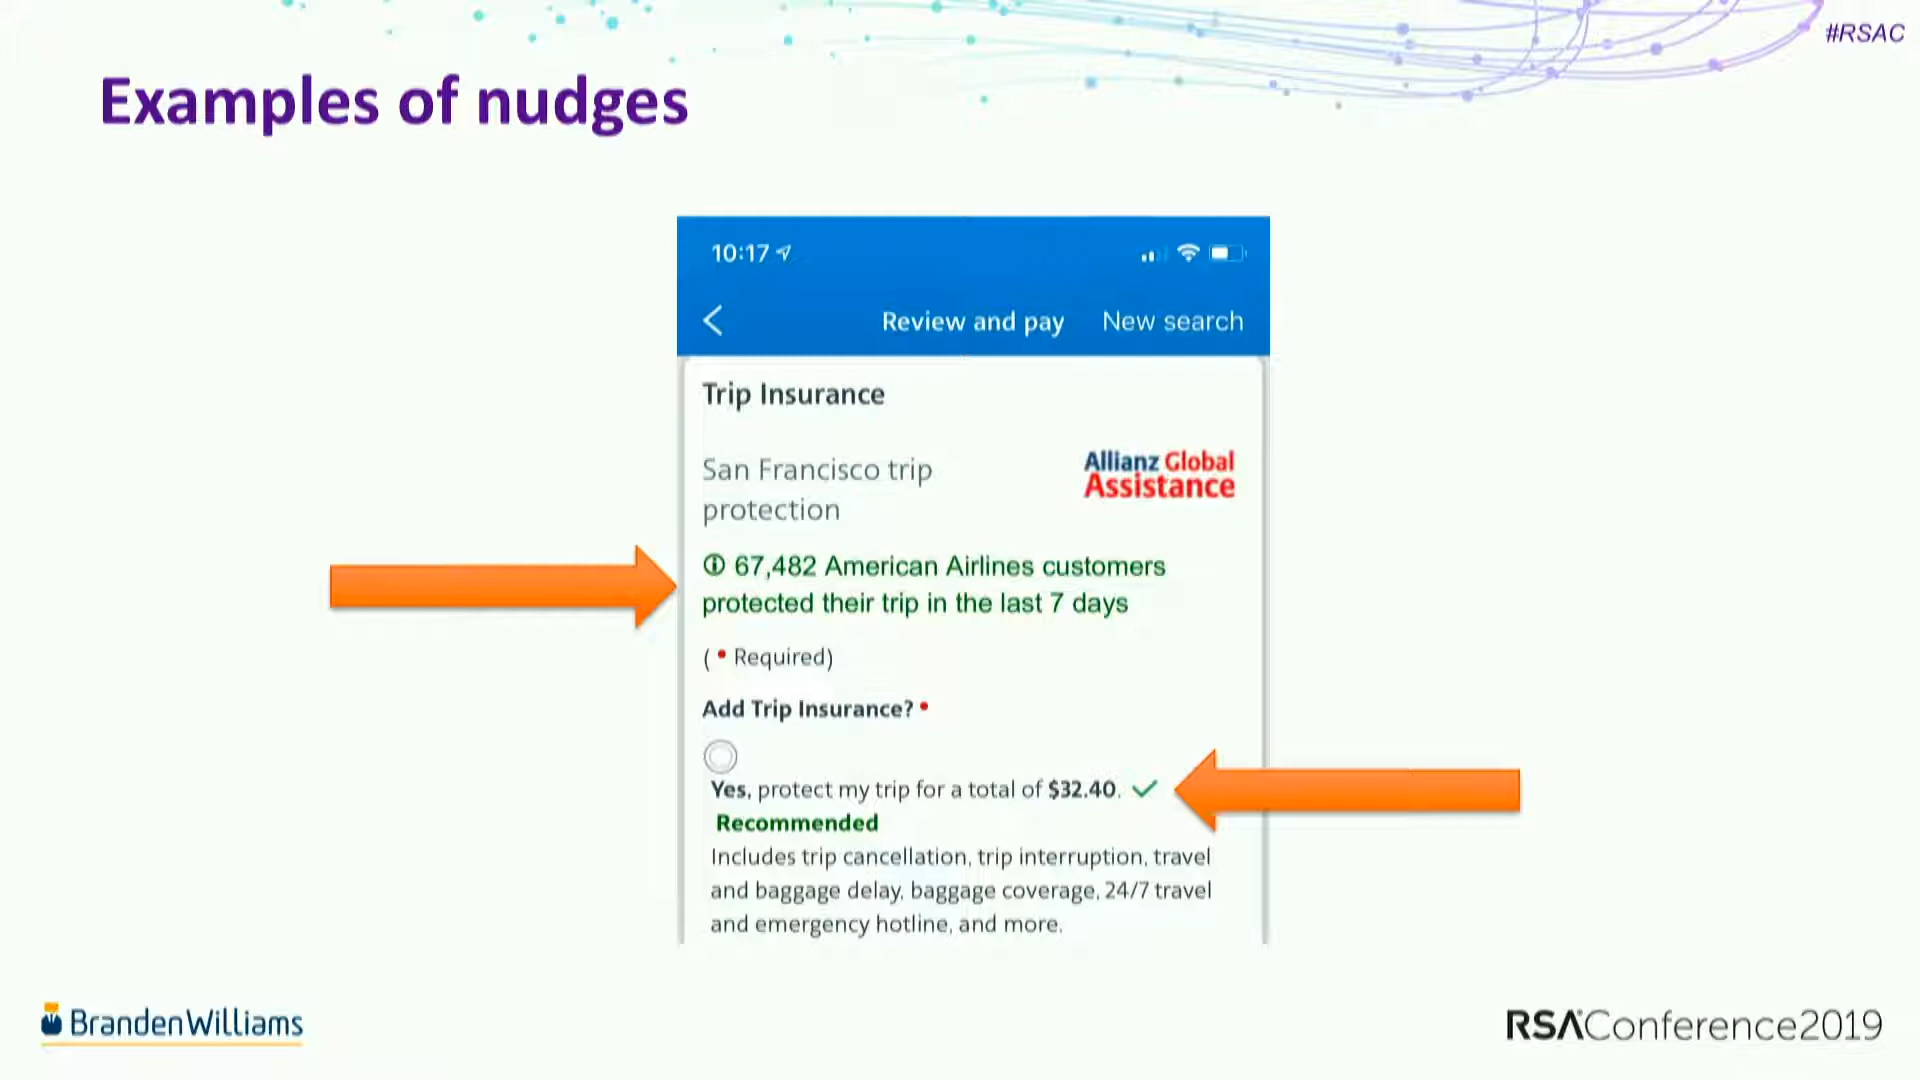 #RSAC
Examples of nudges
10:17
Review and pay New search
Trip Insurance
San Francisco trip
protection
Allianz Global
Assistance
67,482 American Airlines customers
protected their trip in the last 7 days
( • Required)
Add Trip Insurance? •
Yes, protect my trip for a total of $32.40.
Recommended
Includes trip cancellation, trip interruption, travel
and baggage delay, baggage coverage, 24/7 travel
and emergency hotline, and more.
BrandenWilliams
RSAConference2019